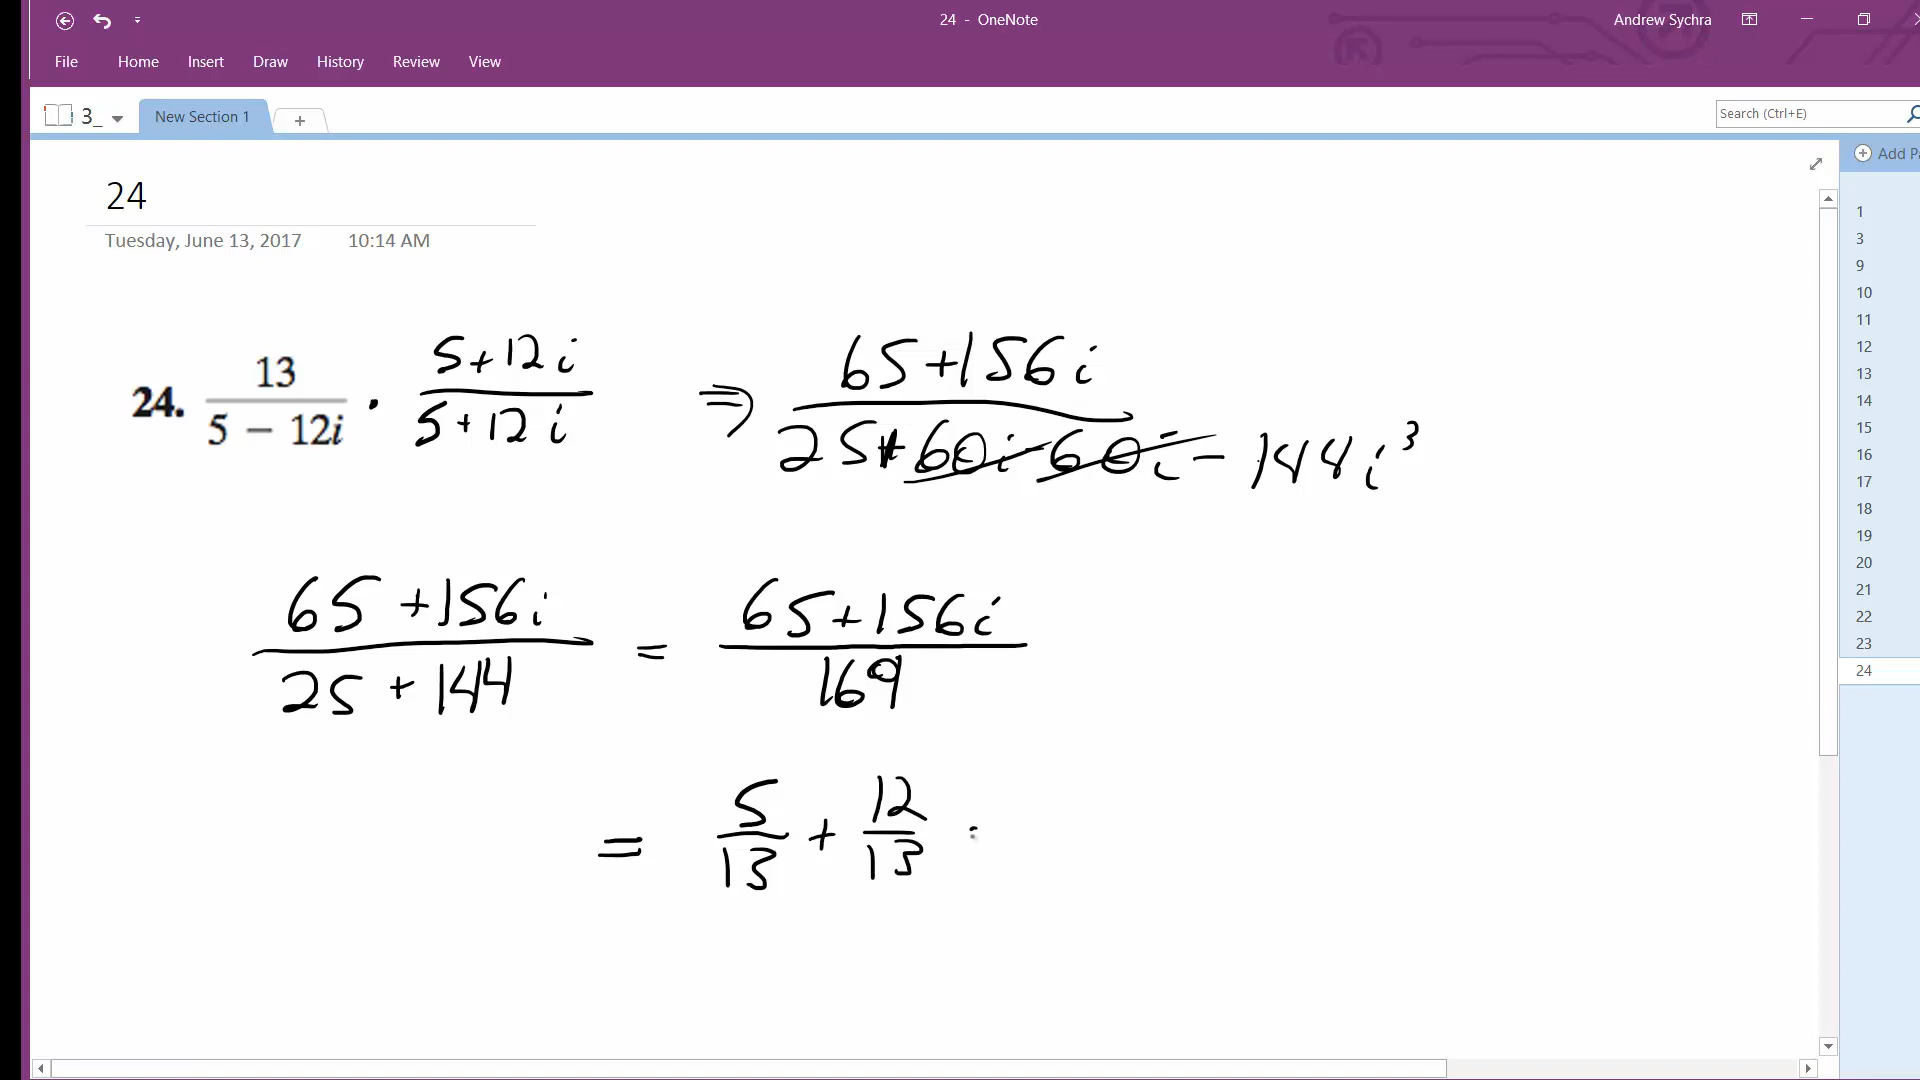 24 - OneNote
Andrew Sychra
File Home Insert Draw History Review View
3_ New Section 1 +
Search (Ctrl+E)
Add Pa
24
Tuesday, June 13, 2017 10:14 AM
24. 13/(5 − 12i) · (5+12i)/(5+12i) ⇒ (65+156i)/(25+60i-60i-144i³)
(65+156i)/(25+144) = (65+156i)/169
= 5/13 + 12/13
1
3
9
10
11
12
13
14
15
16
17
18
19
20
21
22
23
24